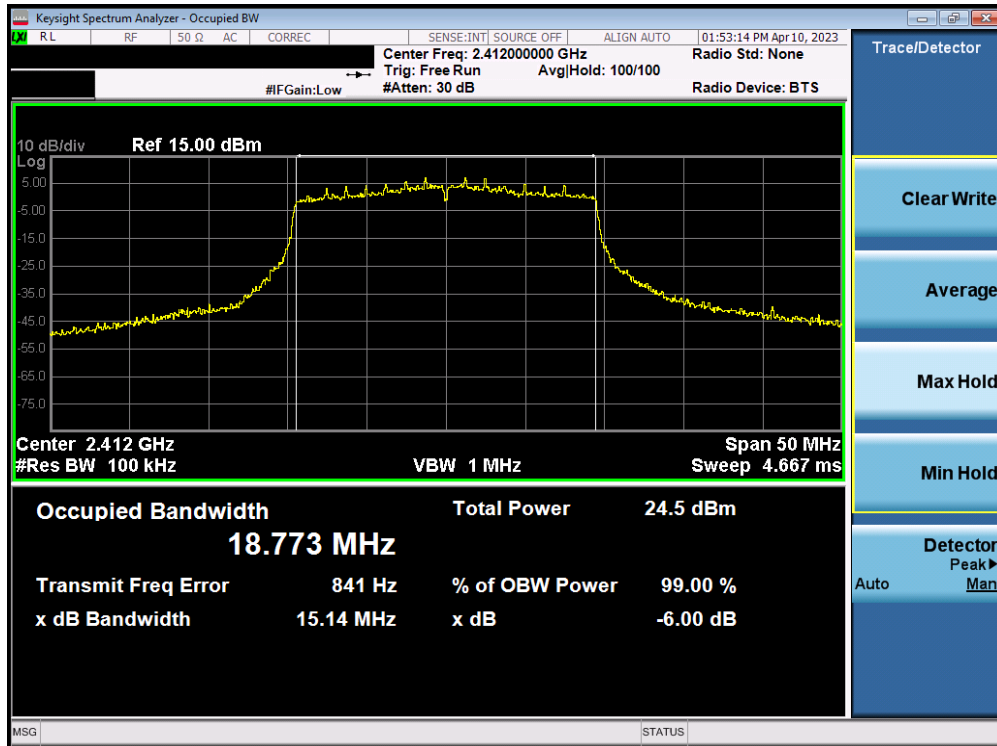 Keysight Spectrum Analyzer - Occupied BW
LXI RL RF 50 Ω AC CORREC SENSE:INT SOURCE OFF ALIGN AUTO 01:53:14 PM Apr 10, 2023
Center Freq: 2.412000000 GHz Radio Std: None
Trig: Free Run Avg|Hold: 100/100
#IFGain:Low #Atten: 30 dB Radio Device: BTS
Trace/Detector
10 dB/div Ref 15.00 dBm
Log
5.00
-5.00
-15.0
-25.0
-35.0
-45.0
-55.0
-65.0
-75.0
Center 2.412 GHz Span 50 MHz
#Res BW 100 kHz VBW 1 MHz Sweep 4.667 ms
Occupied Bandwidth Total Power 24.5 dBm
18.773 MHz
Transmit Freq Error 841 Hz % of OBW Power 99.00 %
x dB Bandwidth 15.14 MHz x dB -6.00 dB
Clear Write
Average
Max Hold
Min Hold
Detector
Peak▶
Auto Man
MSG STATUS